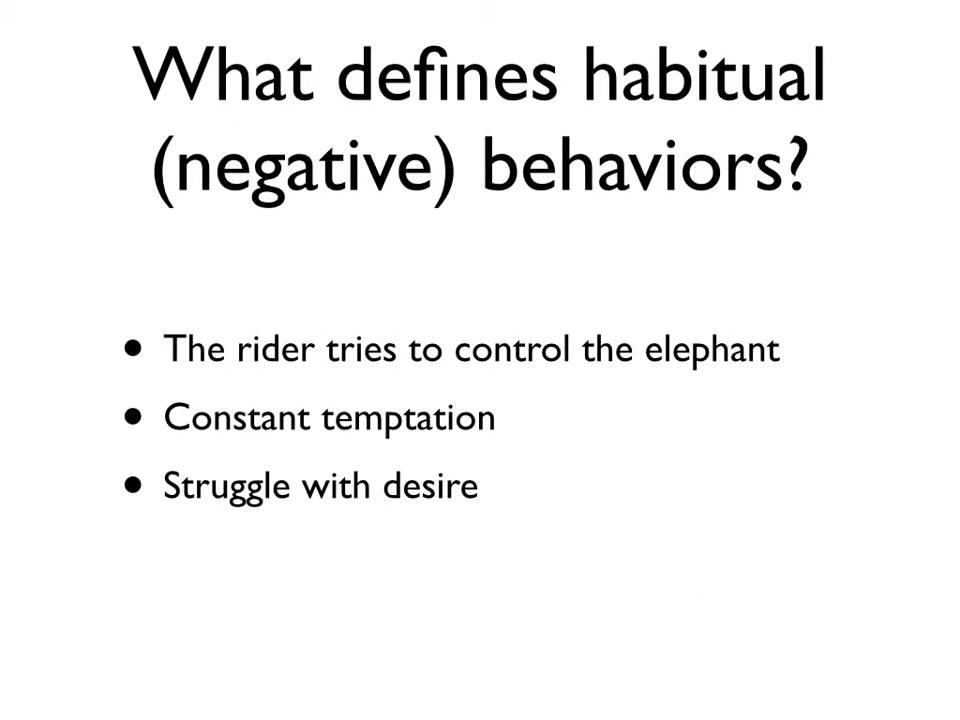 What defines habitual
(negative) behaviors?
• The rider tries to control the elephant
• Constant temptation
• Struggle with desire